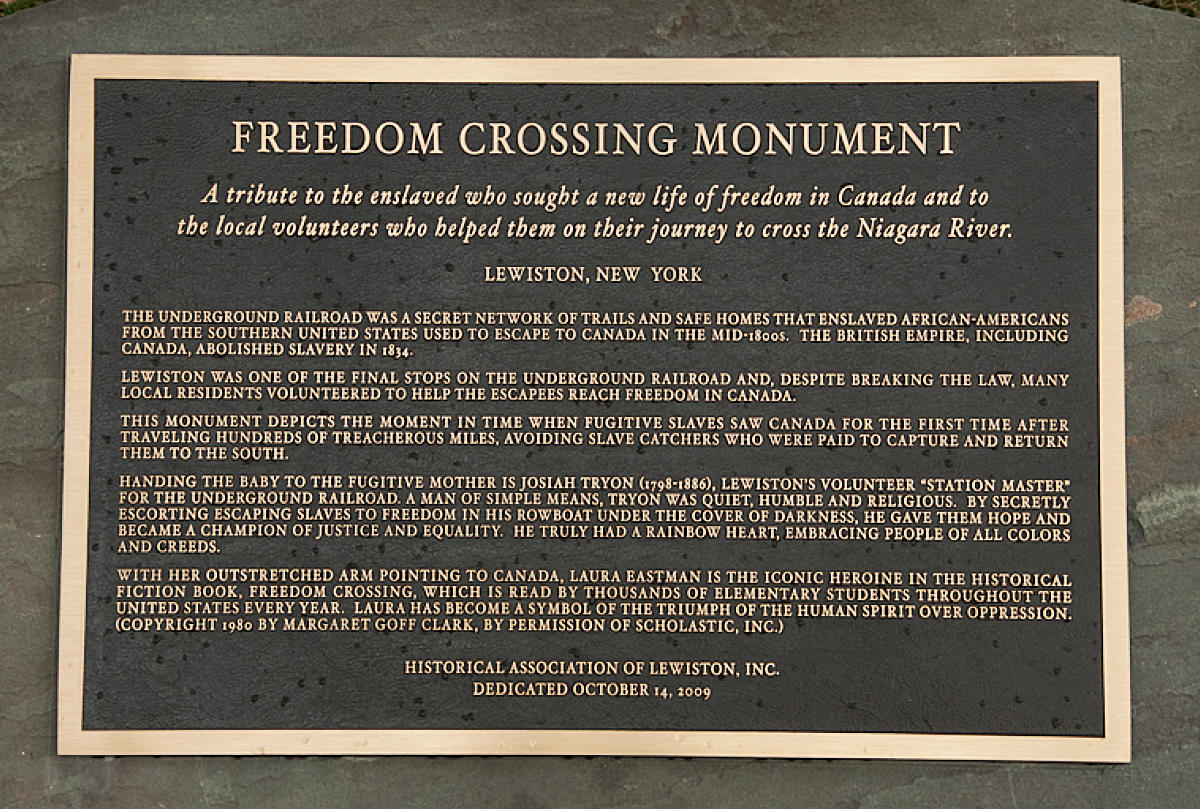 FREEDOM CROSSING MONUMENT
A tribute to the enslaved who sought a new life of freedom in Canada and to
the local volunteers who helped them on their journey to cross the Niagara River.
LEWISTON, NEW YORK
THE UNDERGROUND RAILROAD WAS A SECRET NETWORK OF TRAILS AND SAFE HOMES THAT ENSLAVED AFRICAN-AMERICANS
FROM THE SOUTHERN UNITED STATES USED TO ESCAPE TO CANADA IN THE MID-1800S. THE BRITISH EMPIRE, INCLUDING
CANADA, ABOLISHED SLAVERY IN 1834.
LEWISTON WAS ONE OF THE FINAL STOPS ON THE UNDERGROUND RAILROAD AND, DESPITE BREAKING THE LAW, MANY
LOCAL RESIDENTS VOLUNTEERED TO HELP THE ESCAPEES REACH FREEDOM IN CANADA.
THIS MONUMENT DEPICTS THE MOMENT IN TIME WHEN FUGITIVE SLAVES SAW CANADA FOR THE FIRST TIME AFTER
TRAVELING HUNDREDS OF TREACHEROUS MILES, AVOIDING SLAVE CATCHERS WHO WERE PAID TO CAPTURE AND RETURN
THEM TO THE SOUTH.
HANDING THE BABY TO THE FUGITIVE MOTHER IS JOSIAH TRYON (1798-1886), LEWISTON'S VOLUNTEER "STATION MASTER"
FOR THE UNDERGROUND RAILROAD. A MAN OF SIMPLE MEANS, TRYON WAS QUIET, HUMBLE AND RELIGIOUS. BY SECRETLY
ESCORTING ESCAPING SLAVES TO FREEDOM IN HIS ROWBOAT UNDER THE COVER OF DARKNESS, HE GAVE THEM HOPE AND
BECAME A CHAMPION OF JUSTICE AND EQUALITY. HE TRULY HAD A RAINBOW HEART, EMBRACING PEOPLE OF ALL COLORS
AND CREEDS.
WITH HER OUTSTRETCHED ARM POINTING TO CANADA, LAURA EASTMAN IS THE ICONIC HEROINE IN THE HISTORICAL
FICTION BOOK, FREEDOM CROSSING, WHICH IS READ BY THOUSANDS OF ELEMENTARY STUDENTS THROUGHOUT THE
UNITED STATES EVERY YEAR. LAURA HAS BECOME A SYMBOL OF THE TRIUMPH OF THE HUMAN SPIRIT OVER OPPRESSION.
(COPYRIGHT 1980 BY MARGARET GOFF CLARK, BY PERMISSION OF SCHOLASTIC, INC.)
HISTORICAL ASSOCIATION OF LEWISTON, INC.
DEDICATED OCTOBER 14, 2009